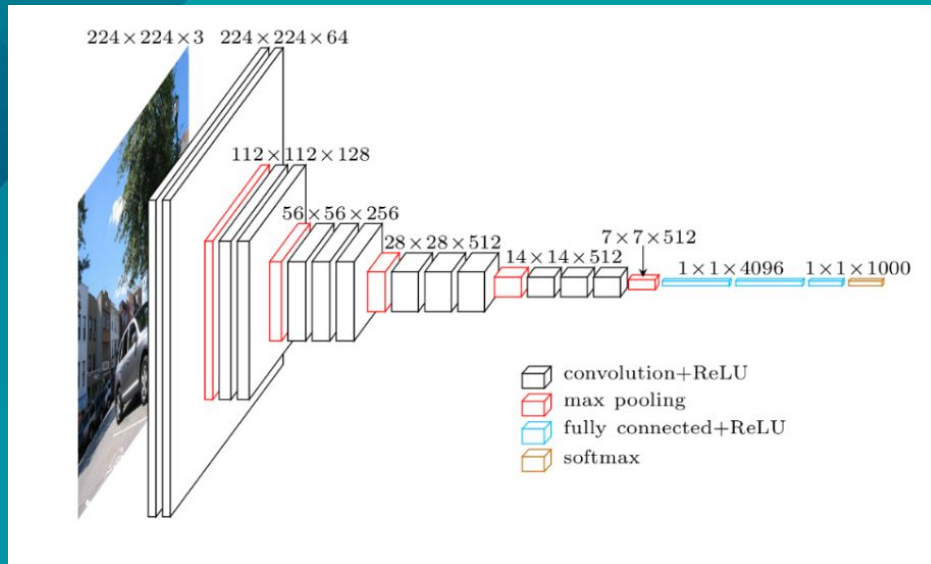 224×224×3
224×224×64
112×112×128
56×56×256
28×28×512
14×14×512
7×7×512
1×1×4096
1×1×1000
convolution+ReLU
max pooling
fully connected+ReLU
softmax